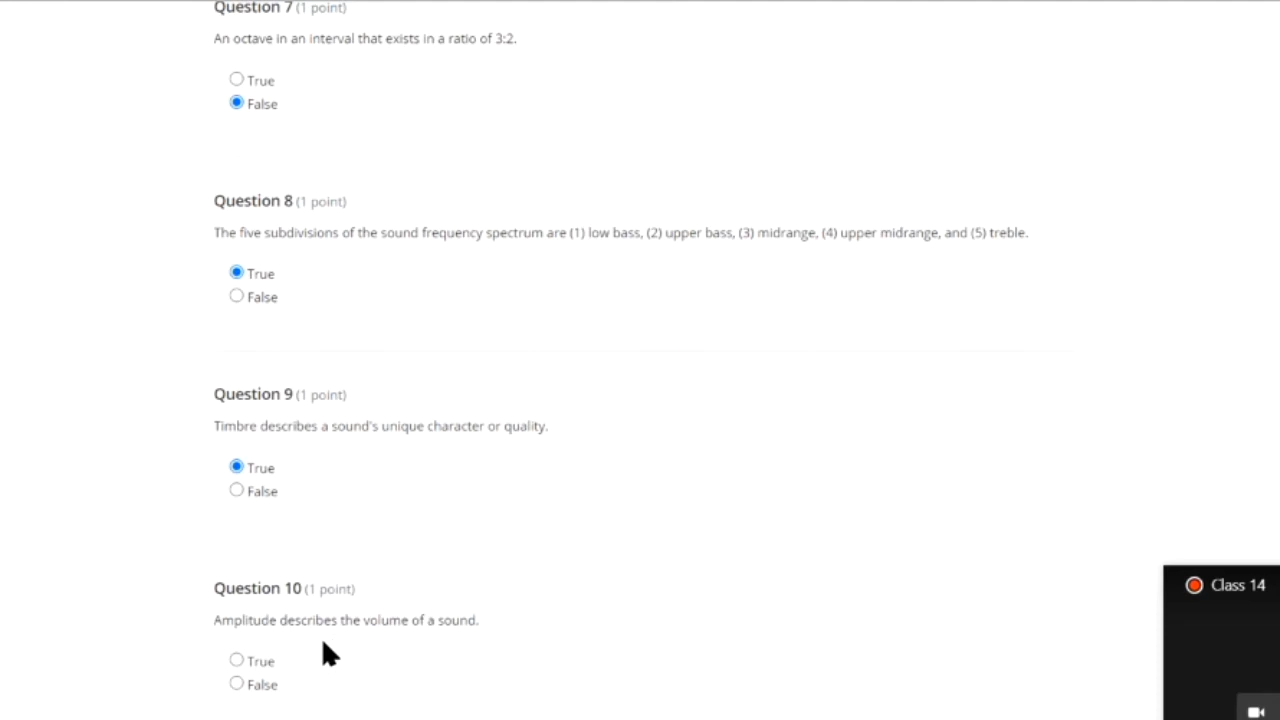 Question 7 (1 point)
An octave in an interval that exists in a ratio of 3:2.
True
False
Question 8 (1 point)
The five subdivisions of the sound frequency spectrum are (1) low bass, (2) upper bass, (3) midrange, (4) upper midrange, and (5) treble.
True
False
Question 9 (1 point)
Timbre describes a sound's unique character or quality.
True
False
Question 10 (1 point)
Amplitude describes the volume of a sound.
True
False
Class 14